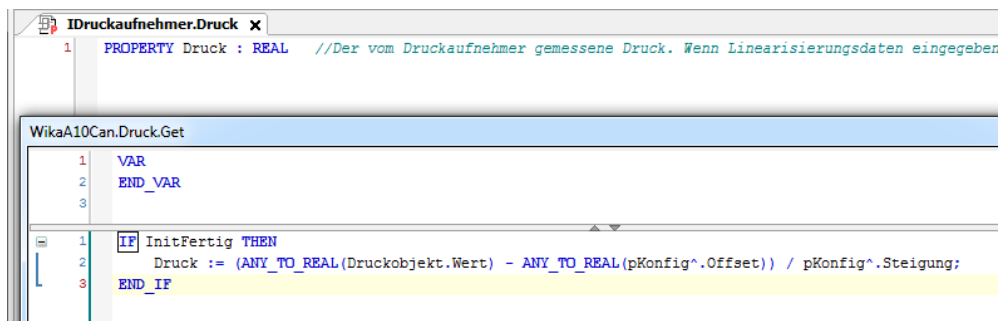 IDruckaufnehmer.Druck x
1 PROPERTY Druck : REAL //Der vom Druckaufnehmer gemessene Druck. Wenn Linearisierungsdaten eingegeben
WikaA10Can.Druck.Get
1 VAR
2 END_VAR
3
1 IF InitFertig THEN
2 Druck := (ANY_TO_REAL(Druckobjekt.Wert) - ANY_TO_REAL(pKonfig^.Offset)) / pKonfig^.Steigung;
3 END_IF